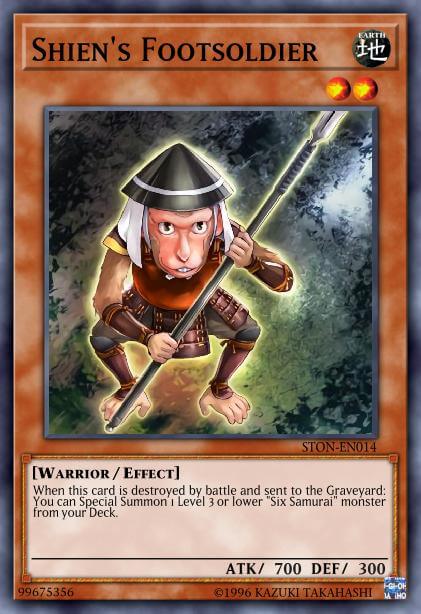 SHIEN'S FOOTSOLDIER
EARTH
地
STON-EN014
[WARRIOR / EFFECT]
When this card is destroyed by battle and sent to the Graveyard:
You can Special Summon 1 Level 3 or lower "Six Samurai" monster
from your Deck.
ATK/ 700 DEF/ 300
99675356
©1996 KAZUKI TAKAHASHI